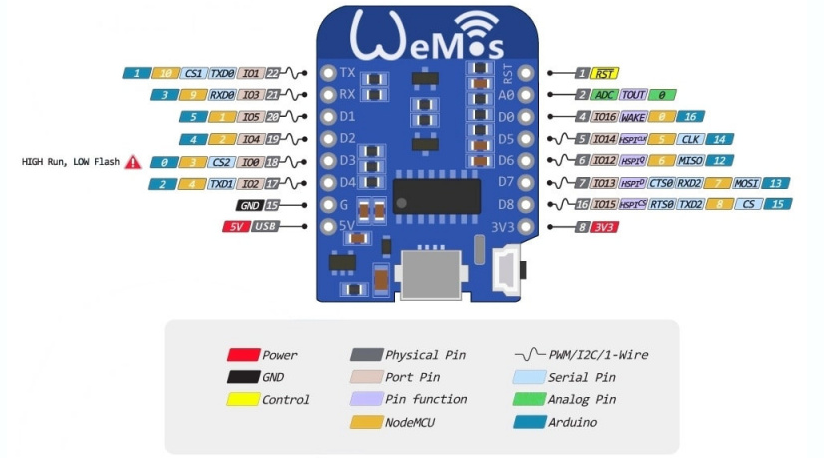 WeMos
1 10 CS1 TXD0 IO1 22 TX RST 1 RST
3 9 RXD0 IO3 21 RX A0 2 ADC TOUT 0
5 1 IO5 20 D1 D0 4 IO16 WAKE 0 16
4 2 IO4 19 D2 D5 5 IO14 HSPICLK 5 CLK 14
HIGH Run, LOW Flash 0 3 CS2 IO0 18 D3 D6 6 IO12 HSPIQ 6 MISO 12
2 4 TXD1 IO2 17 D4 D7 7 IO13 HSPID CTS0 RXD2 7 MOSI 13
GND 15 G D8 16 IO15 HSPICS RTS0 TXD2 8 CS 15
5V USB 5V 3V3 8 3V3
Power Physical Pin PWM/I2C/1-Wire
GND Port Pin Serial Pin
Control Pin function Analog Pin
NodeMCU Arduino